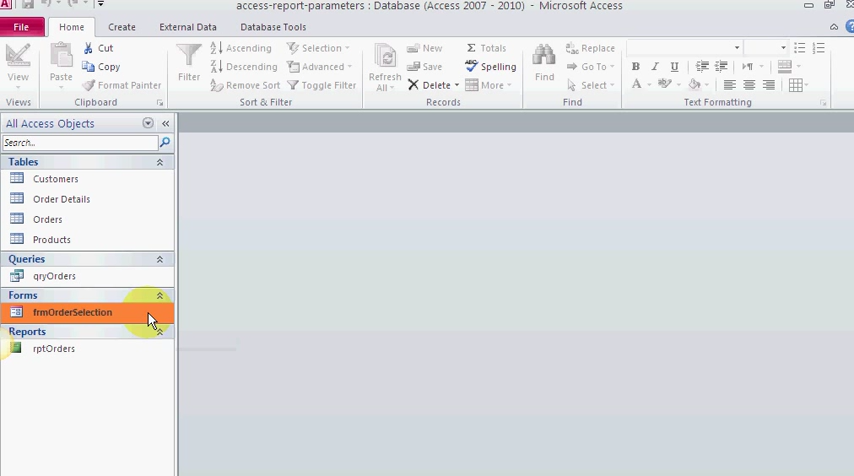 access-report-parameters : Database (Access 2007 - 2010) - Microsoft Access
File Home Create External Data Database Tools
View Paste Cut Copy Format Painter Filter Ascending Descending Remove Sort Selection Advanced Toggle Filter Refresh All New Save Delete Totals Spelling More Find Replace Go To Select
B I U
A
Views Clipboard Sort & Filter Records Find Text Formatting
All Access Objects
Search...
Tables
Customers
Order Details
Orders
Products
Queries
qryOrders
Forms
frmOrderSelection
Reports
rptOrders